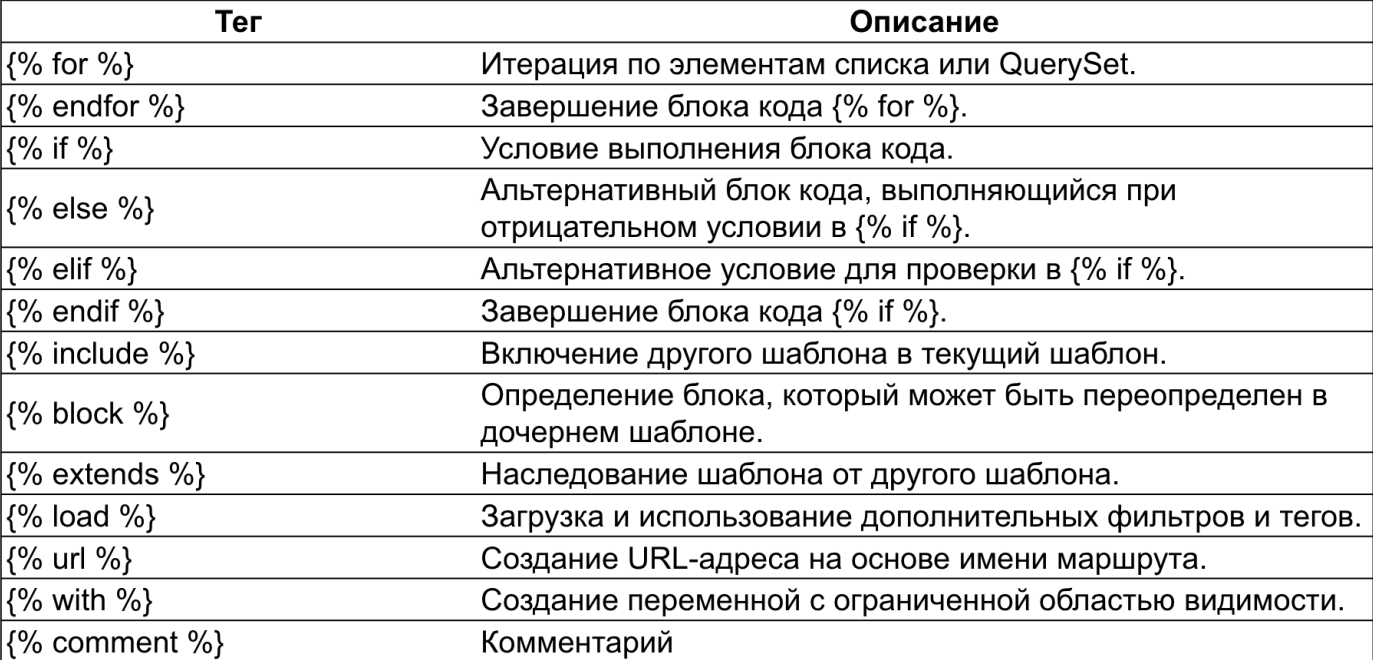 Тег Описание
{% for %} Итерация по элементам списка или QuerySet.
{% endfor %} Завершение блока кода {% for %}.
{% if %} Условие выполнения блока кода.
{% else %} Альтернативный блок кода, выполняющийся при
отрицательном условии в {% if %}.
{% elif %} Альтернативное условие для проверки в {% if %}.
{% endif %} Завершение блока кода {% if %}.
{% include %} Включение другого шаблона в текущий шаблон.
{% block %} Определение блока, который может быть переопределен в
дочернем шаблоне.
{% extends %} Наследование шаблона от другого шаблона.
{% load %} Загрузка и использование дополнительных фильтров и тегов.
{% url %} Создание URL-адреса на основе имени маршрута.
{% with %} Создание переменной с ограниченной областью видимости.
{% comment %} Комментарий